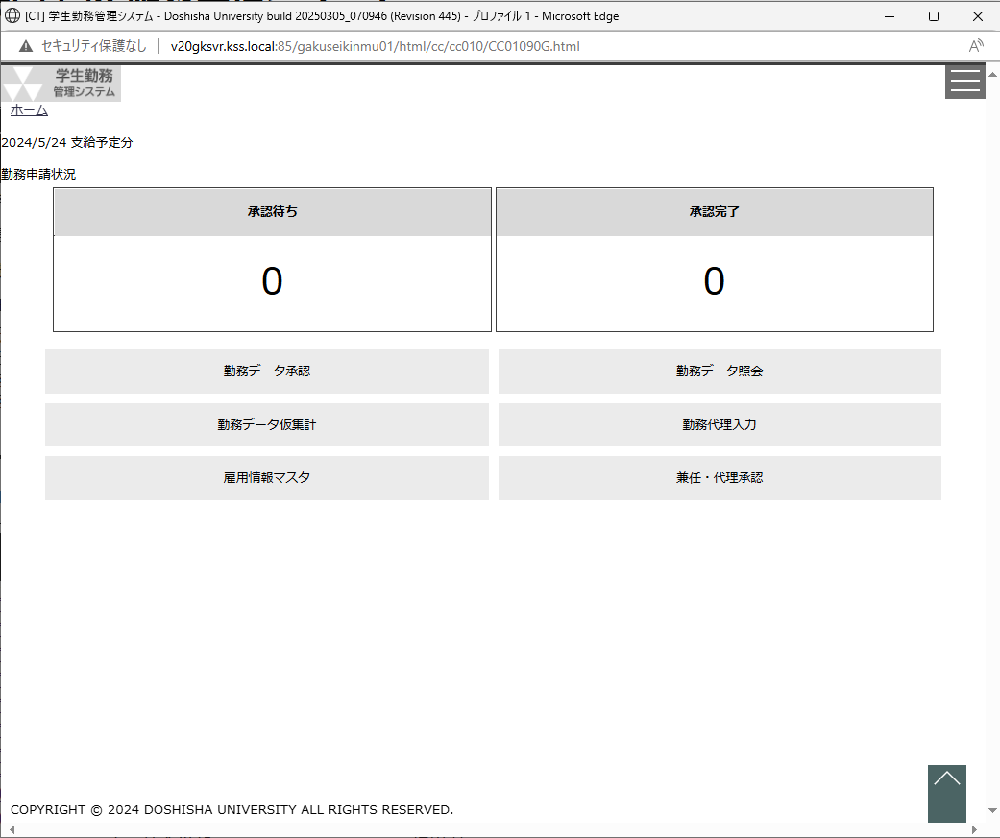 [CT] 学生勤務管理システム - Doshisha University build 20250305_070946 (Revision 445) - プロファイル 1 - Microsoft Edge
セキュリティ保護なし v20gksvr.kss.local:85/gakuseikinmu01/html/cc/cc010/CC01090G.html
学生勤務
管理システム
ホーム
2024/5/24 支給予定分
勤務申請状況
承認待ち 承認完了
0 0
勤務データ承認 勤務データ照会
勤務データ仮集計 勤務代理入力
雇用情報マスタ 兼任・代理承認
COPYRIGHT © 2024 DOSHISHA UNIVERSITY ALL RIGHTS RESERVED.